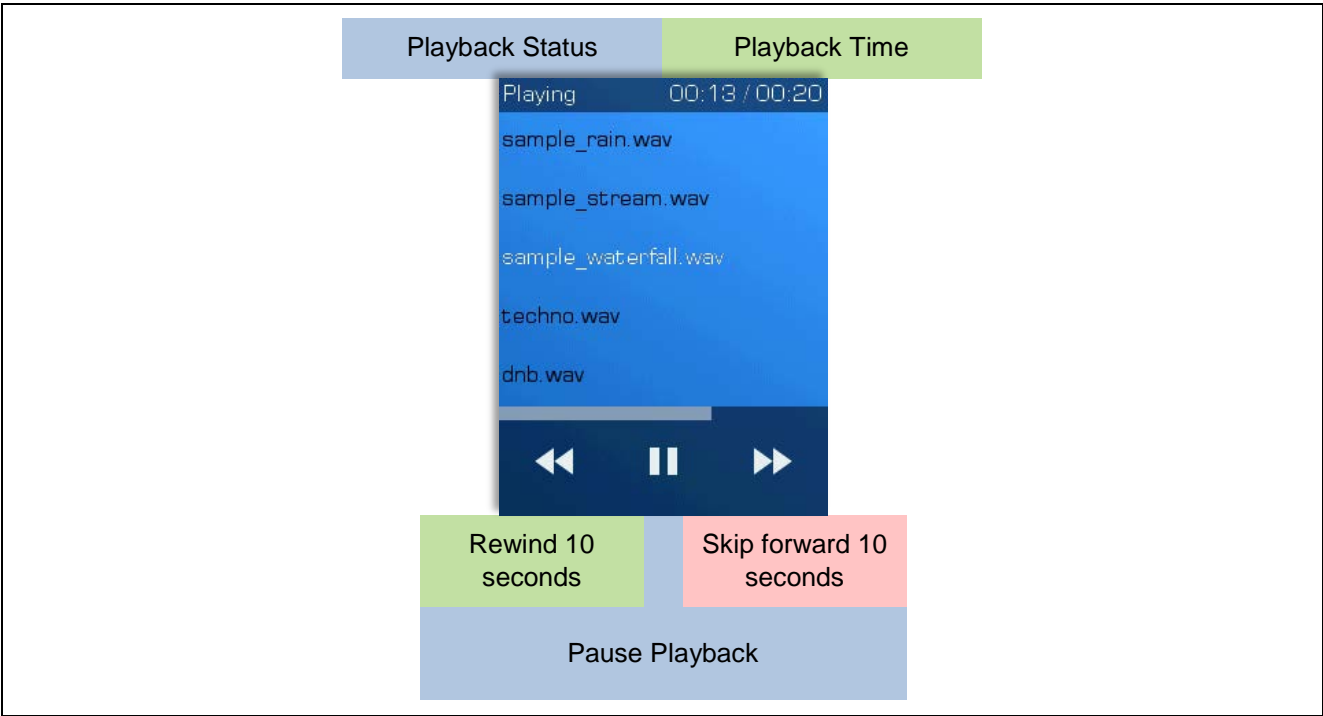 Playback Status
Playback Time
Playing 00:13 / 00:20
sample_rain.wav
sample_stream.wav
sample_waterfall.wav
techno.wav
dnb.wav
Rewind 10
seconds
Skip forward 10
seconds
Pause Playback